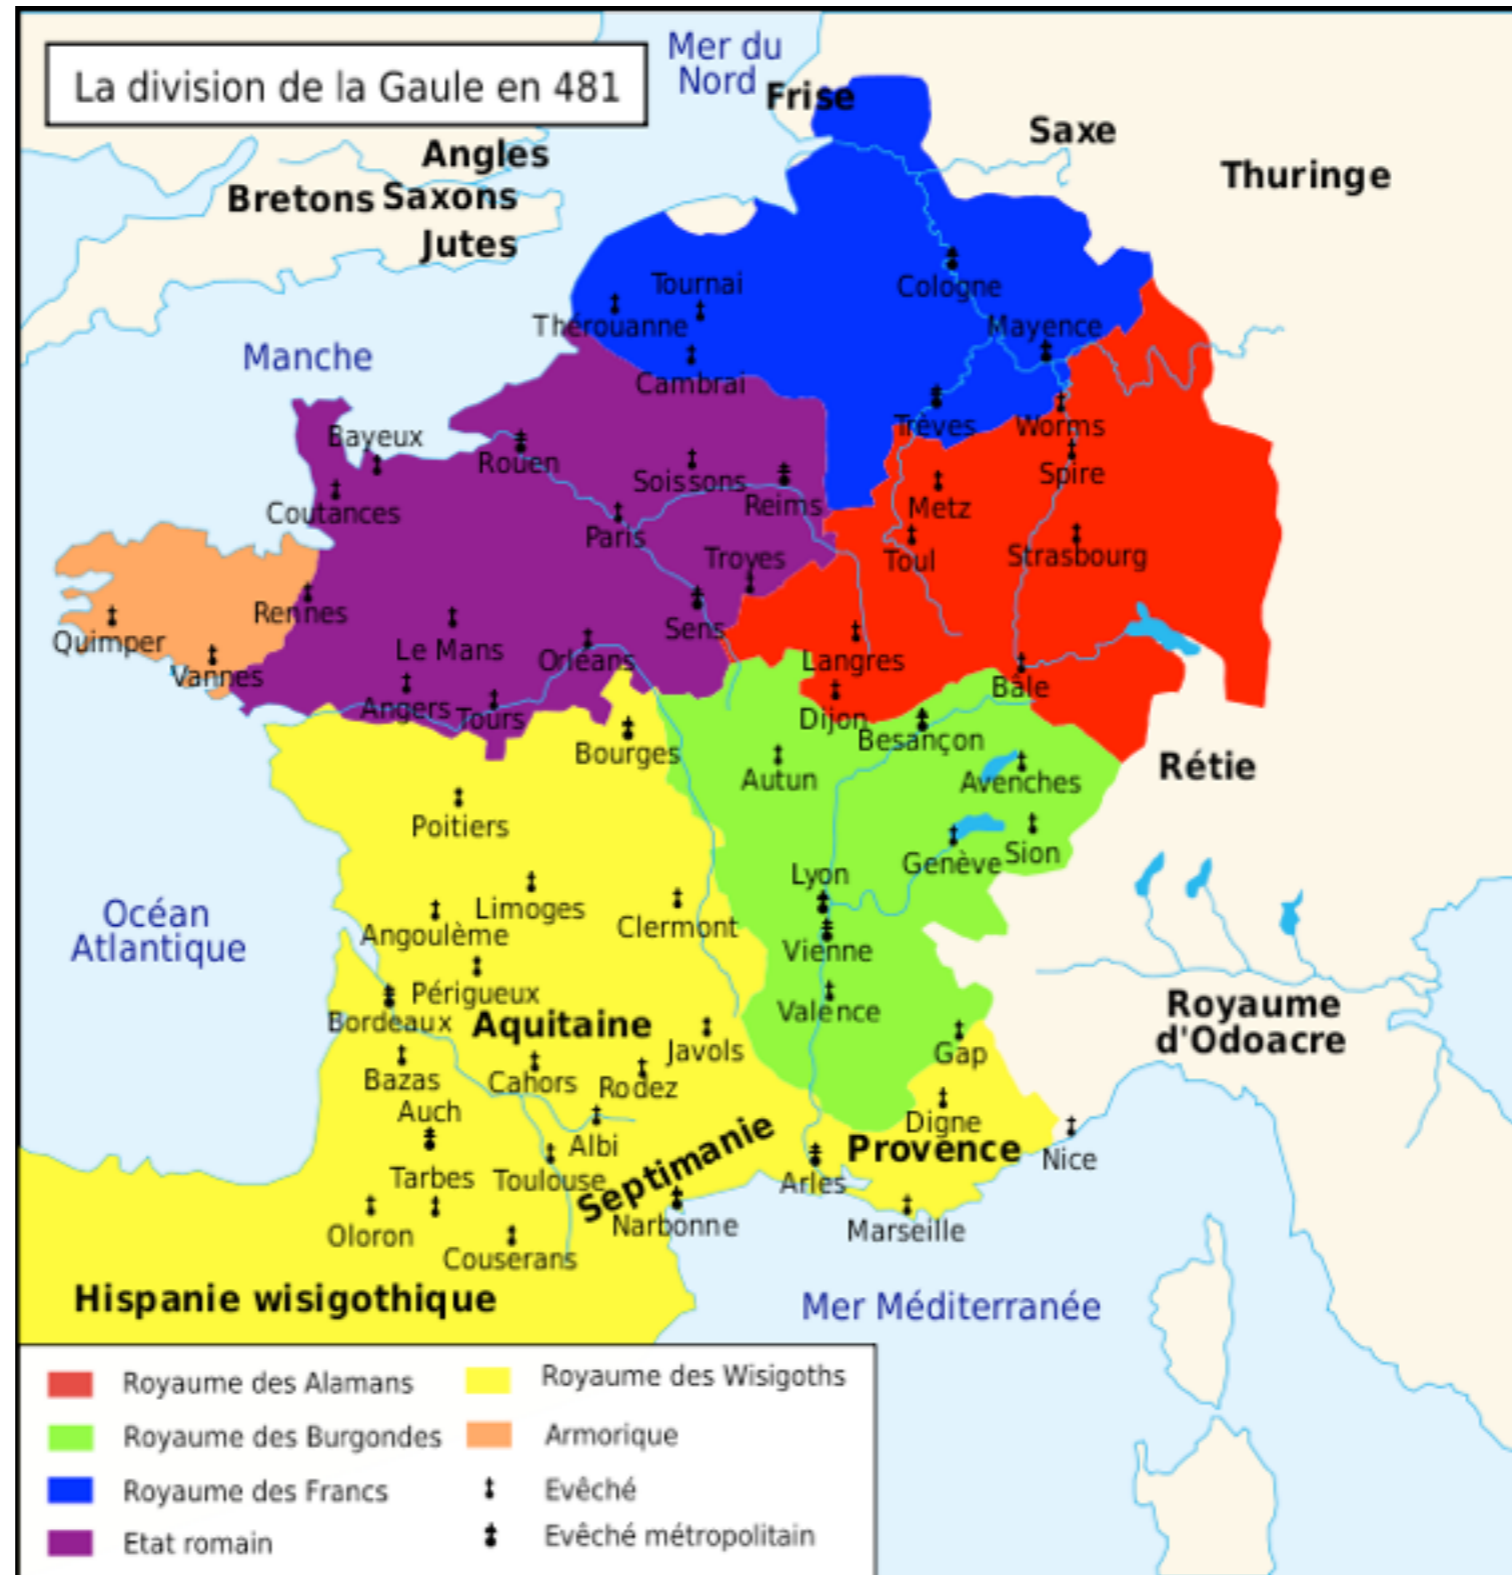 La division de la Gaule en 481
Mer du
Nord
Frise
Saxe
Thuringe
Angles
Bretons
Saxons
Jutes
Manche
Tournai
Thérouanne
Cambrai
Cologne
Mayence
Trèves
Worms
Spire
Bayeux
Coutances
Rouen
Soissons
Reims
Paris
Metz
Toul
Strasbourg
Troyes
Rennes
Quimper
Vannes
Le Mans
Orléans
Sens
Langres
Bâle
Angers
Tours
Dijon
Besançon
Bourges
Autun
Avenches
Rétie
Poitiers
Genève
Sion
Lyon
Limoges
Clermont
Angoulème
Océan
Atlantique
Vienne
Périgueux
Valence
Bordeaux
Aquitaine
Javols
Gap
Royaume
d'Odoacre
Bazas
Cahors
Rodez
Auch
Albi
Digne
Septimanie
Provence
Nice
Tarbes
Toulouse
Arles
Narbonne
Marseille
Oloron
Couserans
Hispanie wisigothique
Mer Méditerranée
Royaume des Alamans
Royaume des Burgondes
Royaume des Francs
Etat romain
Royaume des Wisigoths
Armorique
Evêché
Evêché métropolitain